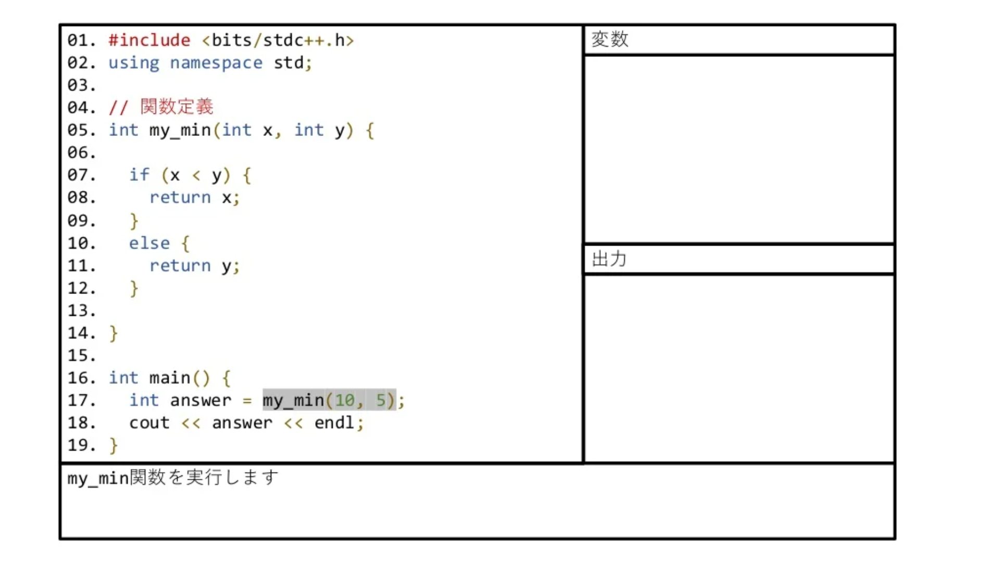 01. #include <bits/stdc++.h>
02. using namespace std;
03.
04. // 関数定義
05. int my_min(int x, int y) {
06.
07.   if (x < y) {
08.     return x;
09.   }
10.   else {
11.     return y;
12.   }
13.
14. }
15.
16. int main() {
17.   int answer = my_min(10, 5);
18.   cout << answer << endl;
19. }
変数
出力
my_min関数を実行します